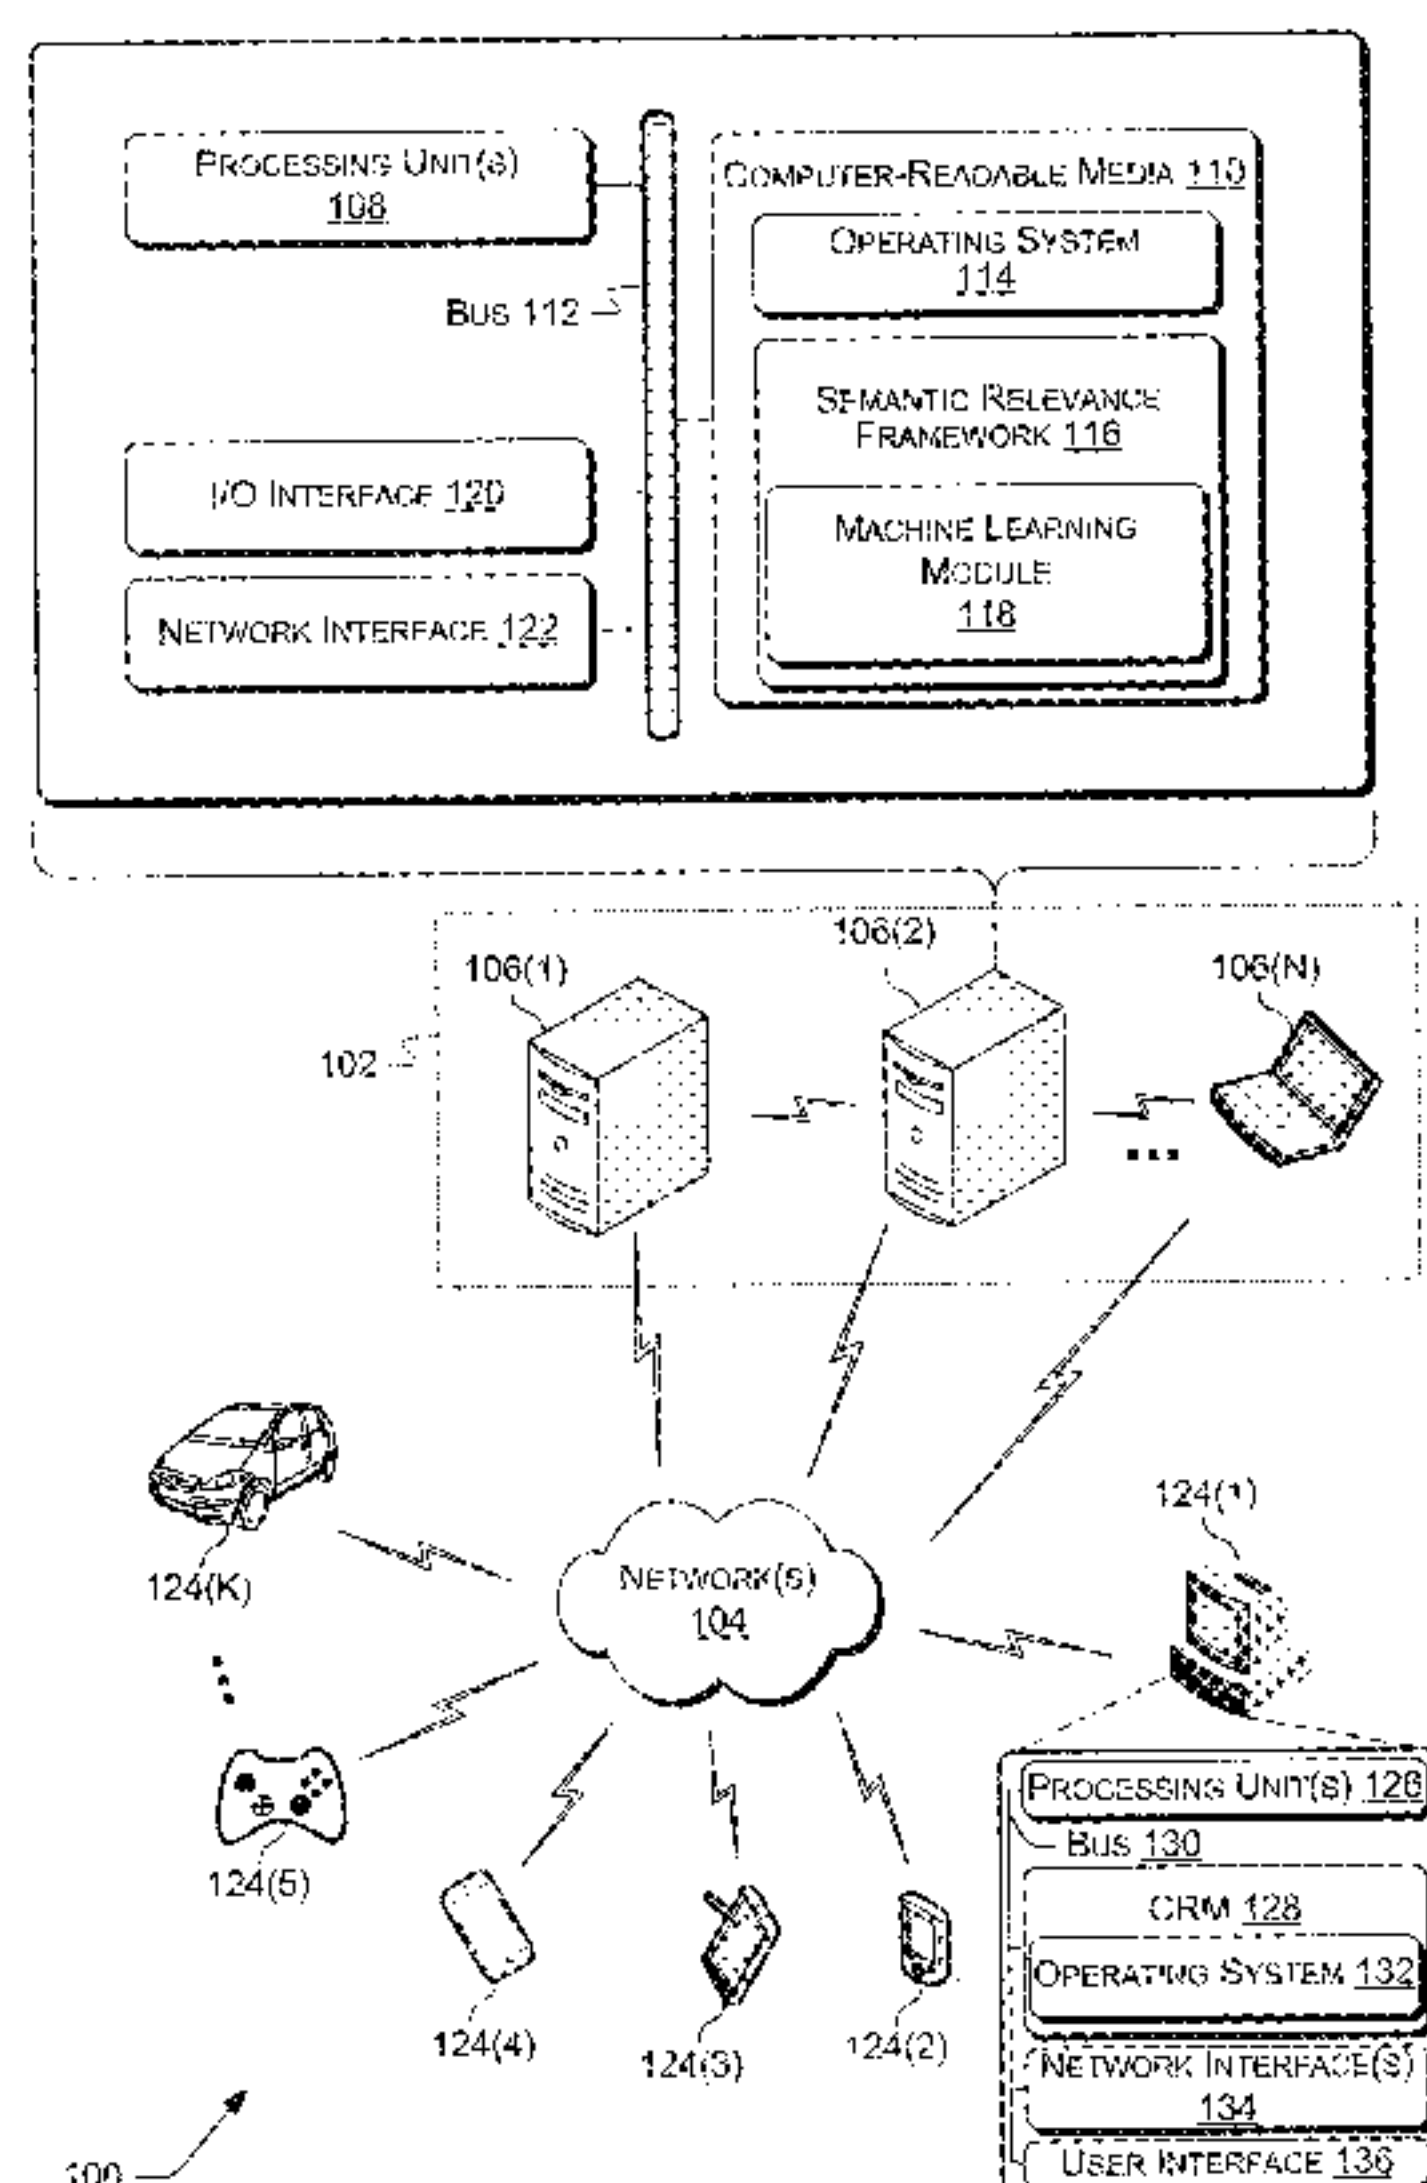 PROCESSING UNIT(S)
108
BUS 112
COMPUTER-READABLE MEDIA 110
OPERATING SYSTEM
114
SEMANTIC RELEVANCE
FRAMEWORK 116
MACHINE LEARNING
MODULE
118
I/O INTERFACE 120
NETWORK INTERFACE 122
106(1)
106(2)
106(N)
102
124(K)
NETWORK(S)
104
124(1)
124(5)
124(4)
124(3)
124(2)
PROCESSING UNIT(S) 126
BUS 130
CRM 128
OPERATING SYSTEM 132
NETWORK INTERFACE(S)
134
USER INTERFACE 136
100